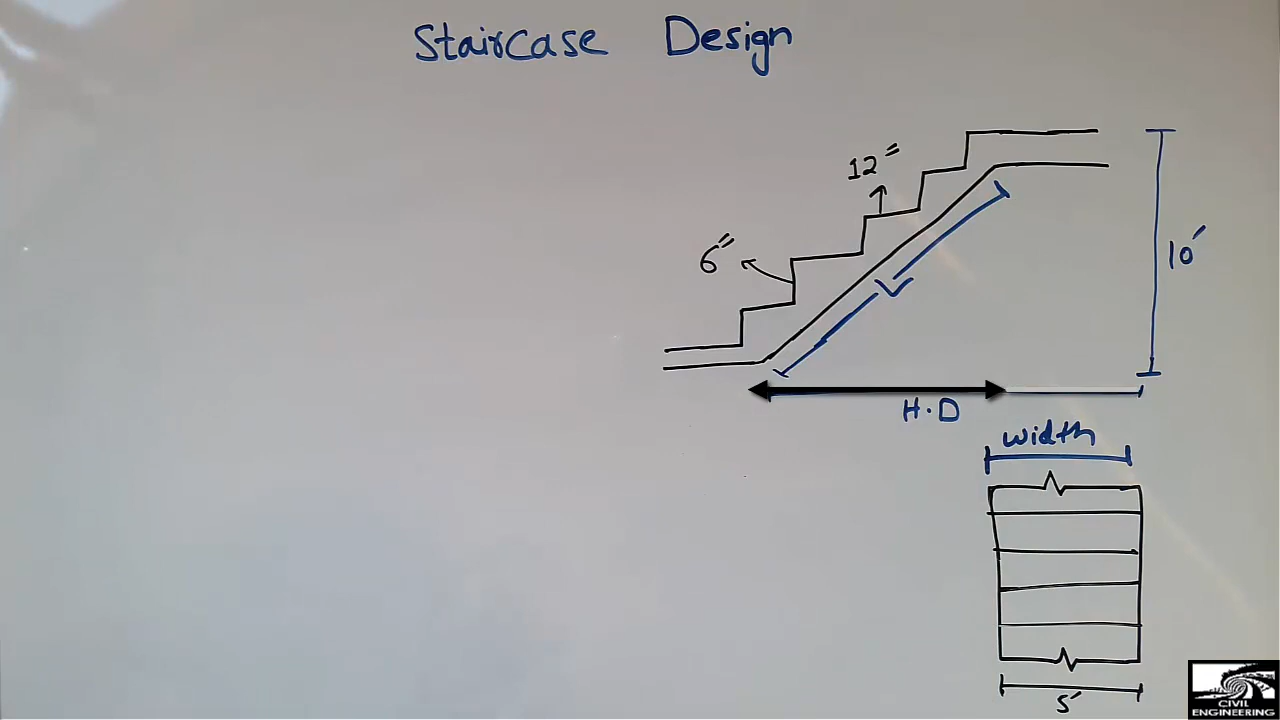 Staircase Design
12"
6"
10'
L
H.D
width
5'
CIVIL
ENGINEERING